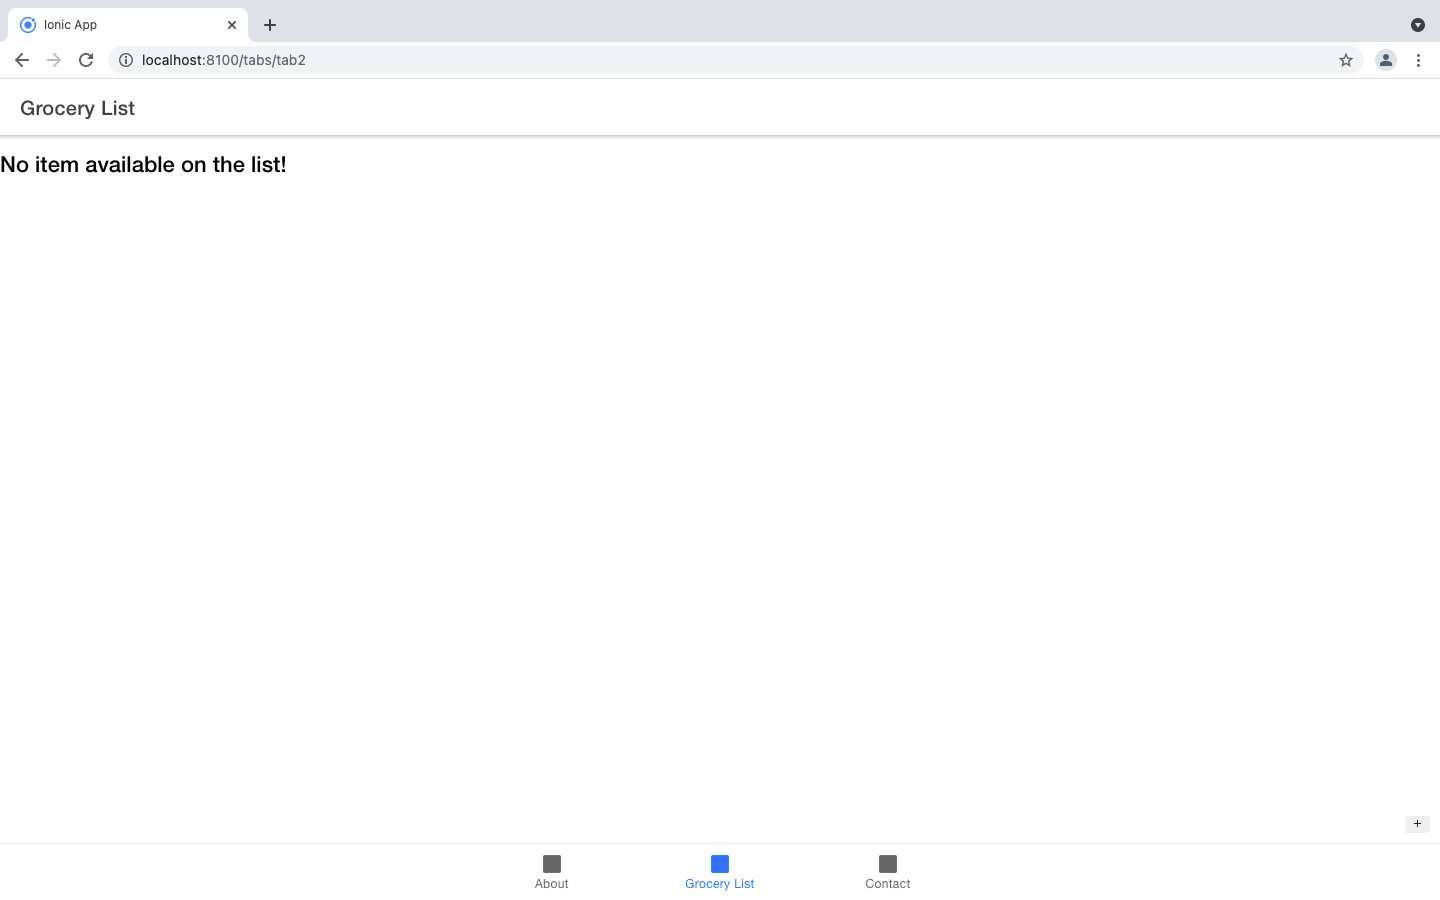 Ionic App
localhost:8100/tabs/tab2
Grocery List
No item available on the list!
+
About
Grocery List
Contact